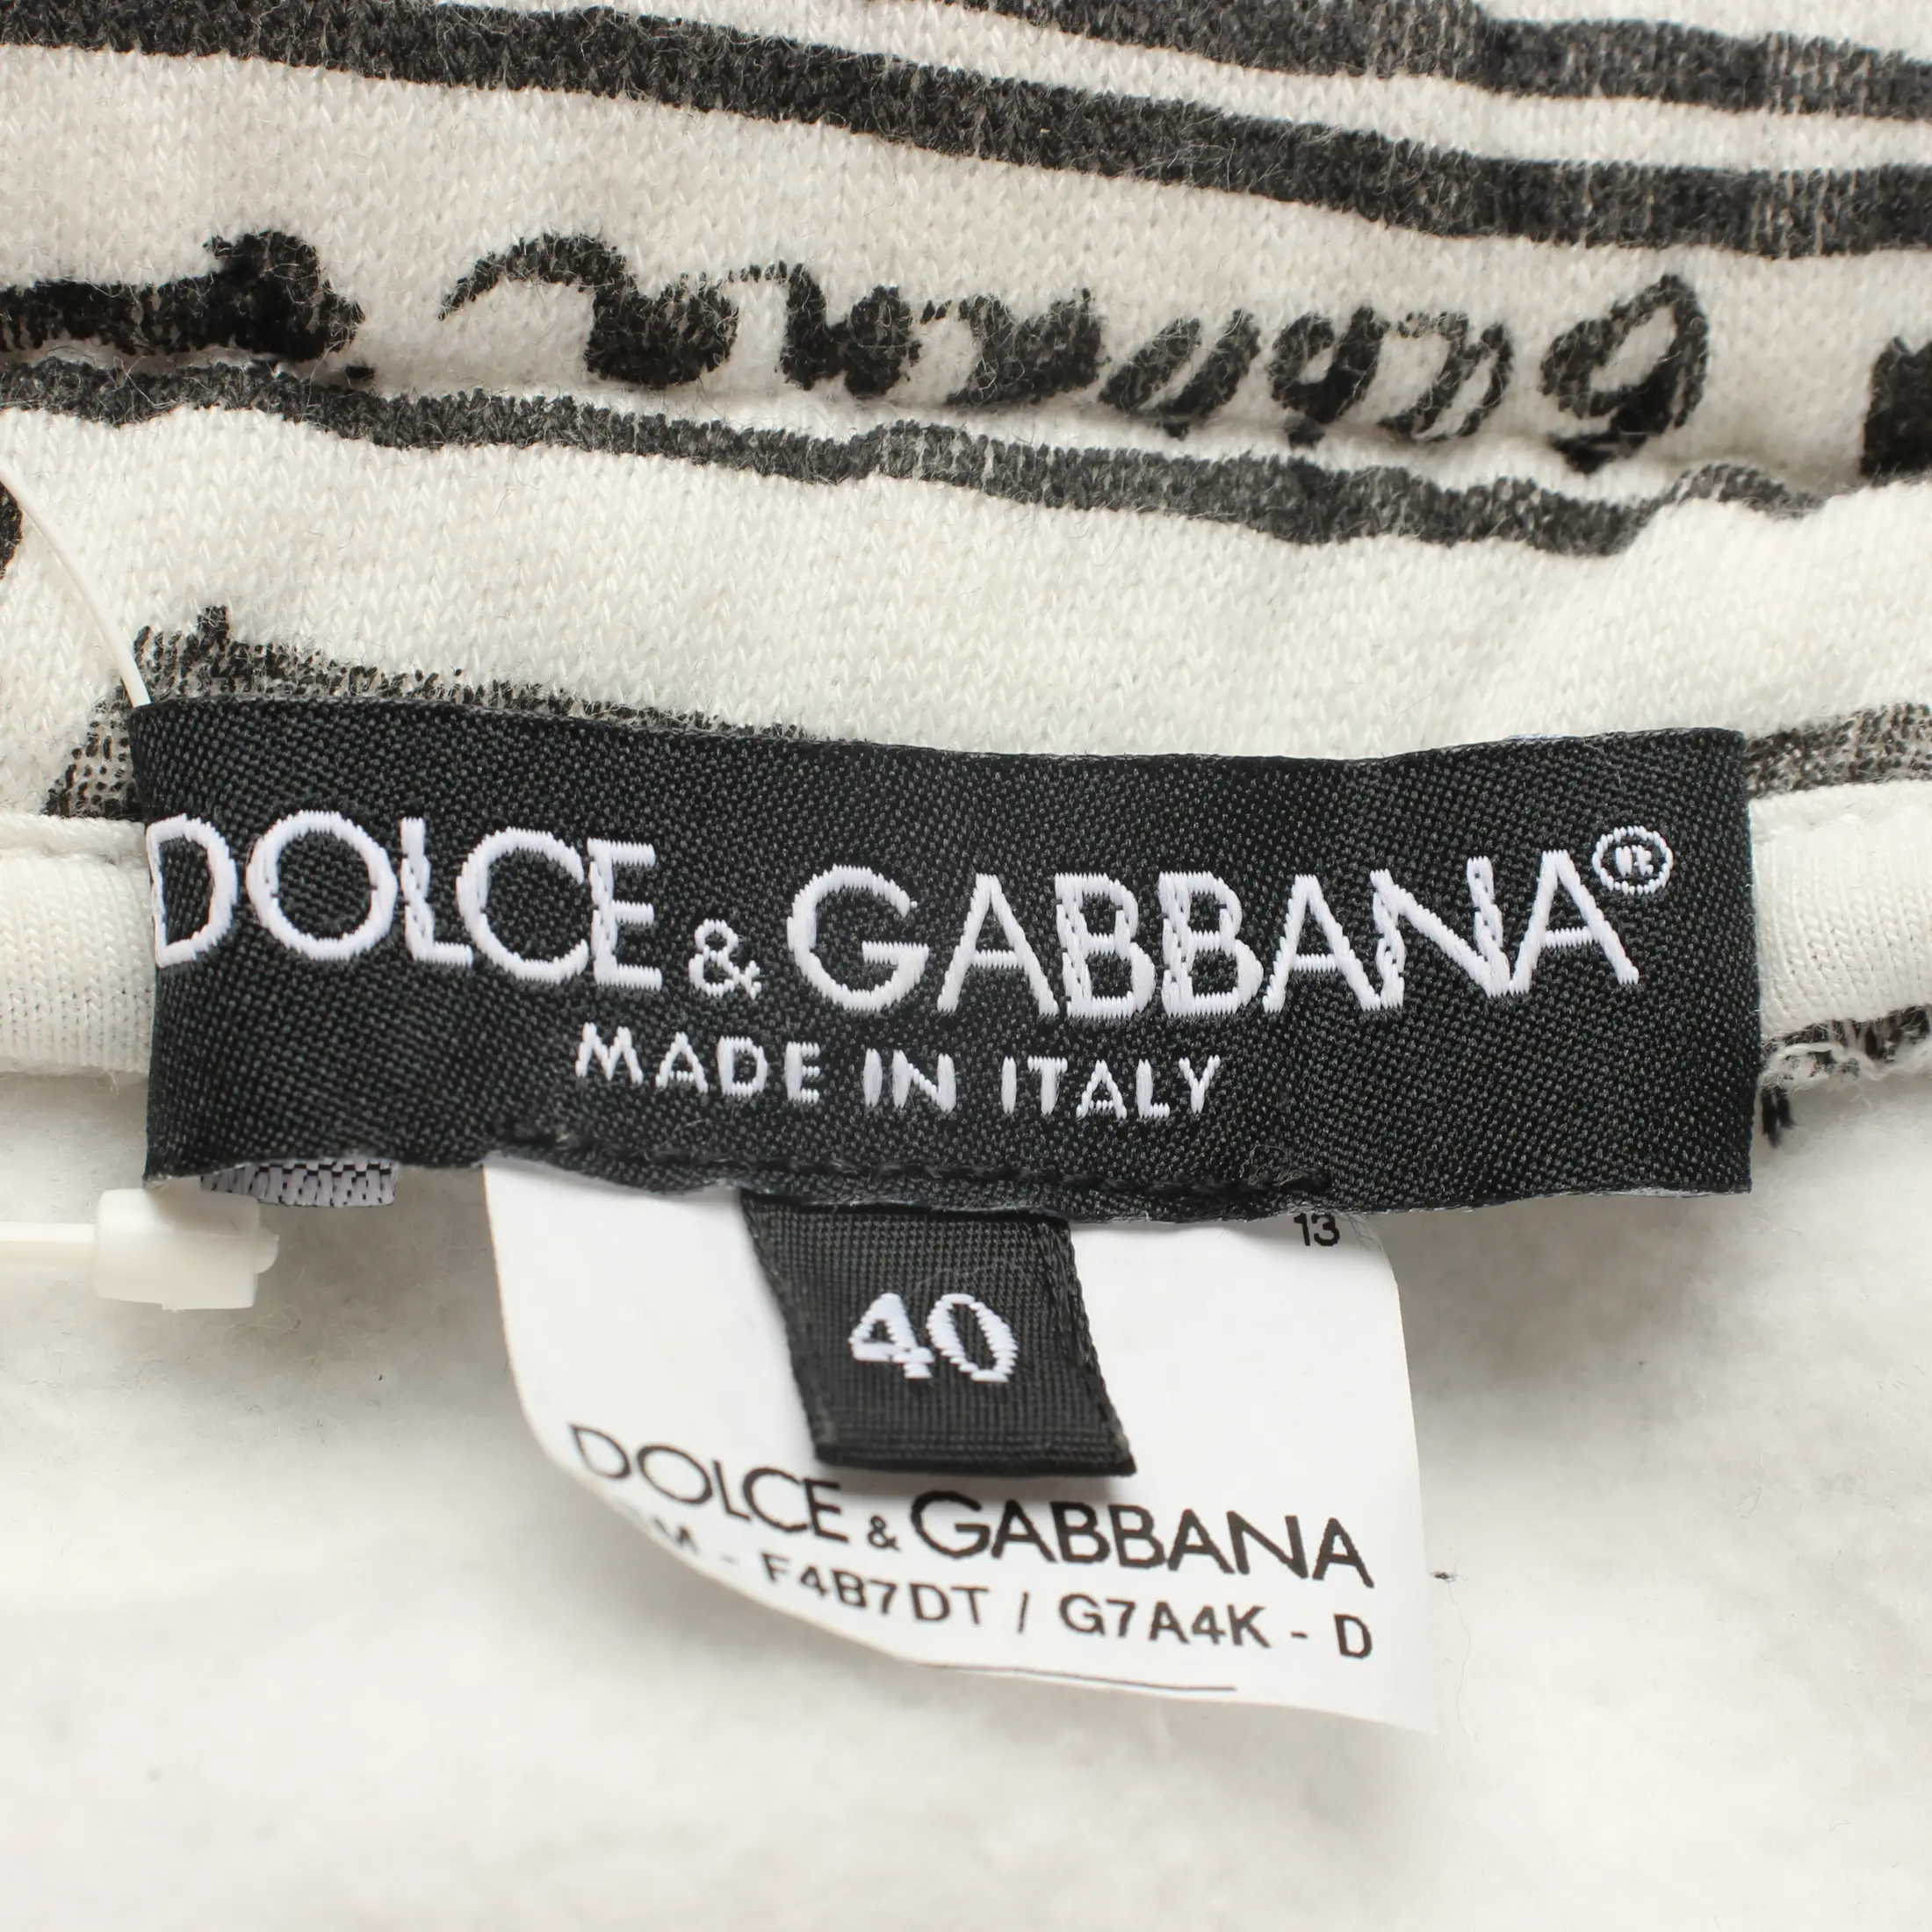 DOLCE & GABBANA®
MADE IN ITALY
13
40
DOLCE & GABBANA
M - F4B7DT / G7A4K - D